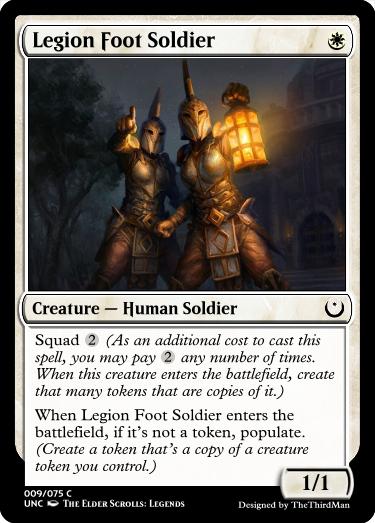 Legion Foot Soldier
Creature — Human Soldier
Squad 2 (As an additional cost to cast this
spell, you may pay 2 any number of times.
When this creature enters the battlefield, create
that many tokens that are copies of it.)
When Legion Foot Soldier enters the
battlefield, if it's not a token, populate.
(Create a token that's a copy of a creature
token you control.)
1/1
009/075 C
UNC The Elder Scrolls: Legends
Designed by TheThirdMan